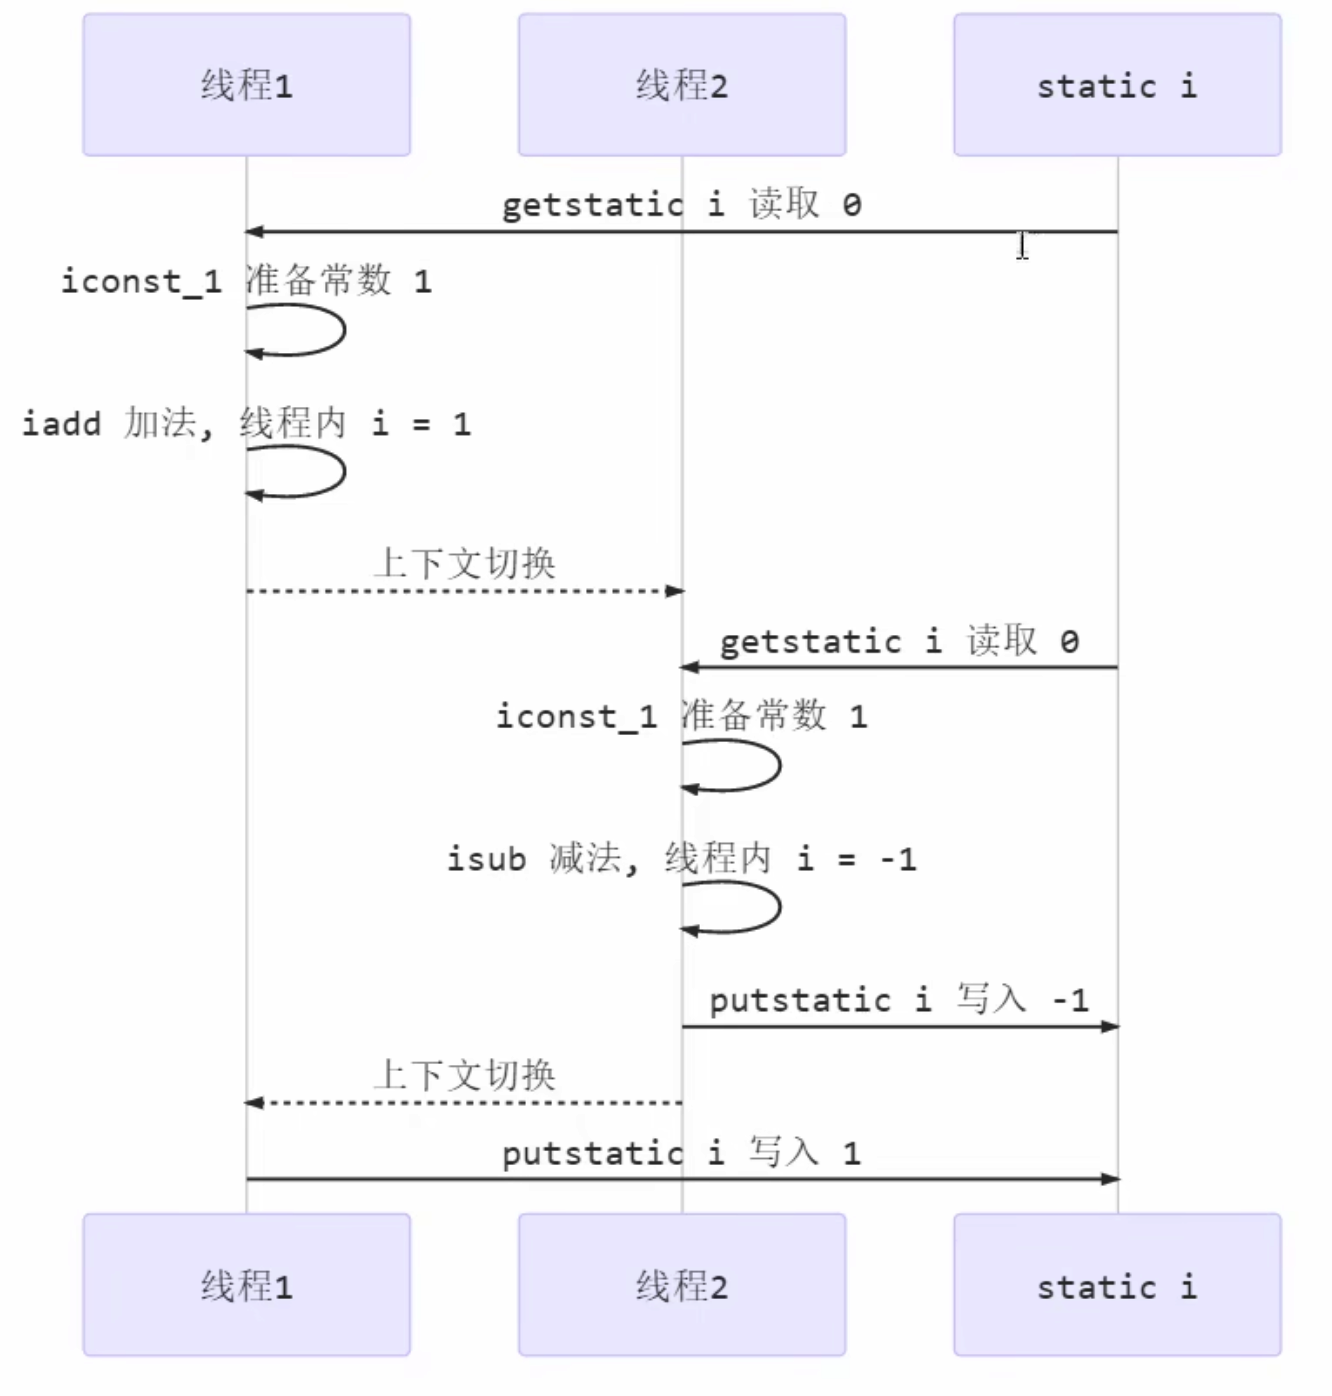 线程1 线程2 static i
getstatic i 读取 0
iconst_1 准备常数 1
iadd 加法, 线程内 i = 1
上下文切换
getstatic i 读取 0
iconst_1 准备常数 1
isub 减法, 线程内 i = -1
putstatic i 写入 -1
上下文切换
putstatic i 写入 1
线程1 线程2 static i